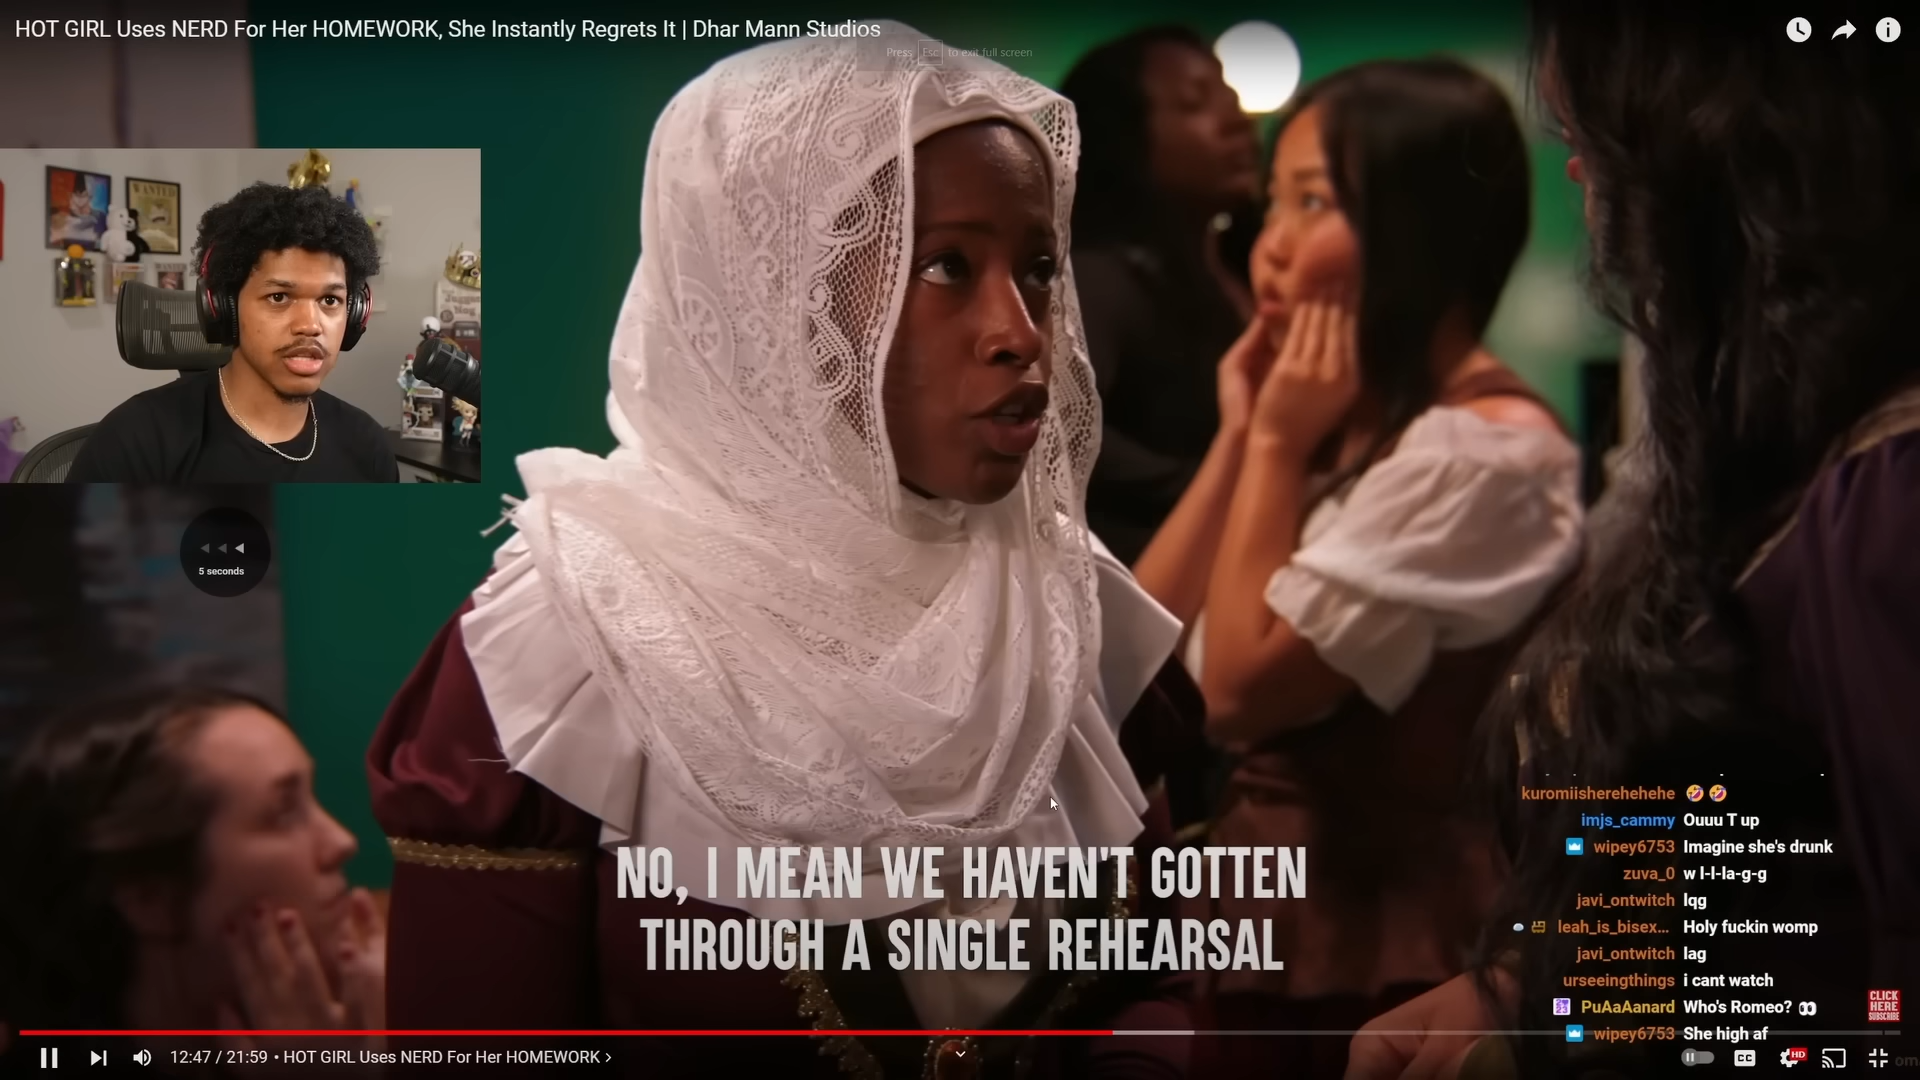 HOT GIRL Uses NERD For Her HOMEWORK, She Instantly Regrets It | Dhar Mann Studios
Press Esc to exit full screen
WANTED
5 seconds
kuromiisherehehehe 🤣 🤣
imjs_cammy Ouuu T up
wipey6753 Imagine she's drunk
zuva_0 w l-l-la-g-g
javi_ontwitch lqg
leah_is_bisex... Holy fuckin womp
javi_ontwitch lag
urseeingthings i cant watch
PuAaAanard Who's Romeo? 👀
wipey6753 She high af
NO, I MEAN WE HAVEN'T GOTTEN
THROUGH A SINGLE REHEARSAL
CLICK
HERE
SUBSCRIBE
12:47 / 21:59 • HOT GIRL Uses NERD For Her HOMEWORK >
CC
HD